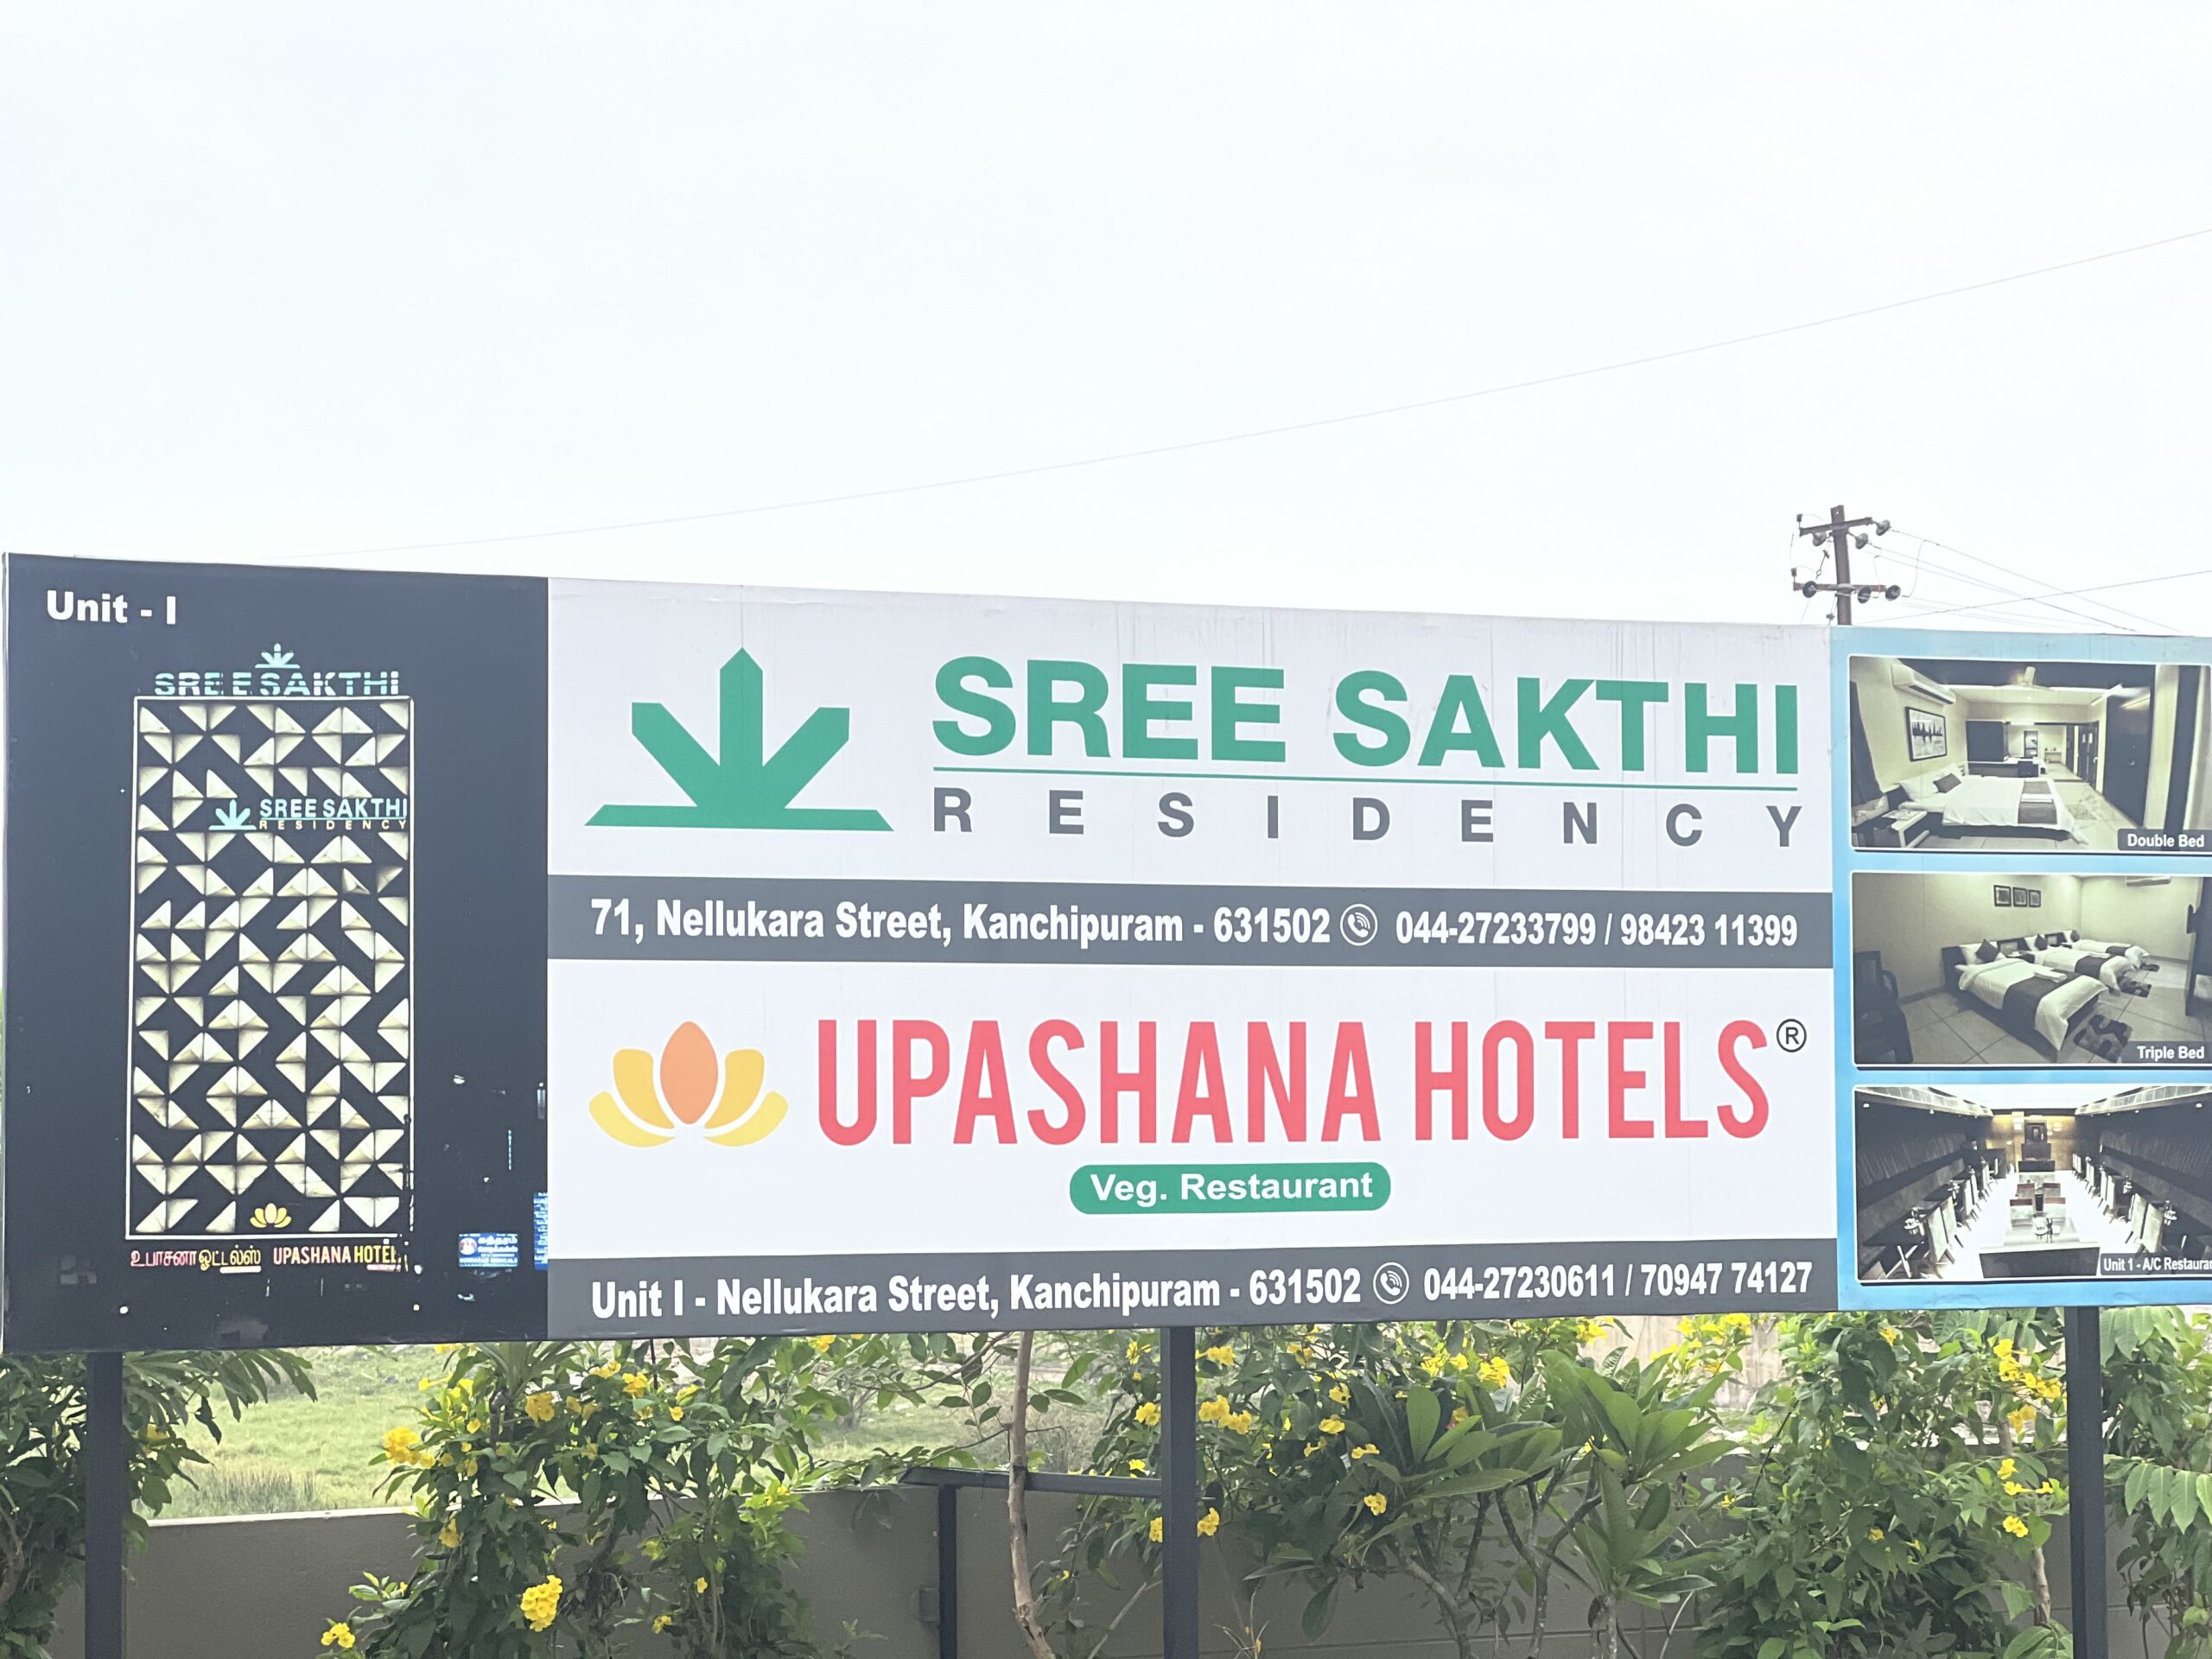 Unit - I
SREE SAKTHI
SREE SAKTHI
RESIDENCY
உபாசனா ஓட்டல்ஸ் UPASHANA HOTEL
SREE SAKTHI
RESIDENCY
71, Nellukara Street, Kanchipuram - 631502 044-27233799 / 98423 11399
UPASHANA HOTELS®
Veg. Restaurant
Unit I - Nellukara Street, Kanchipuram - 631502 044-27230611 / 70947 74127
Double Bed
Triple Bed
Unit 1 - A/C Restauran